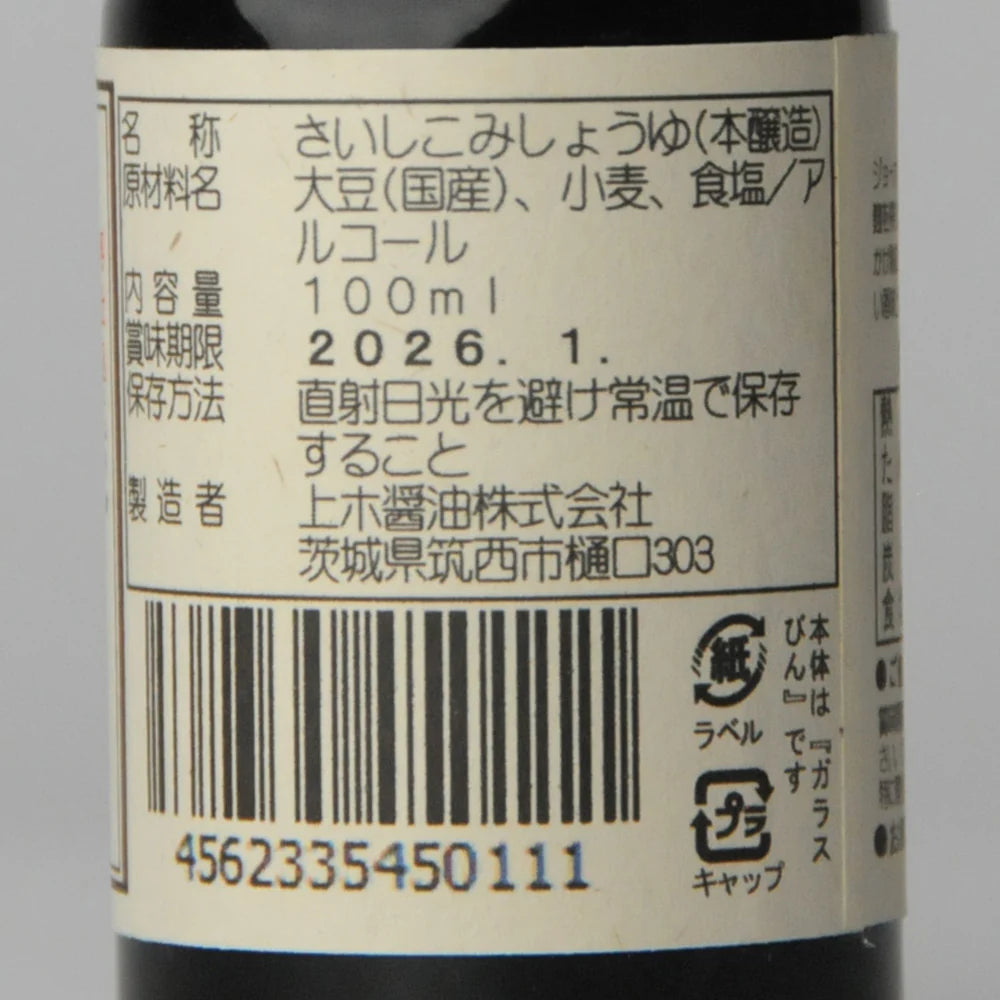 名称 さいしこみしょうゆ(本醸造)
原材料名 大豆(国産)、小麦、食塩/ア
ルコール
内容量 100ml
賞味期限 2026.1.
保存方法 直射日光を避け常温で保存
すること
製造者 上ホ醤油株式会社
茨城県筑西市樋口303
4562335450111
紙
ラベル
プラ
キャップ
本体は『ガラス
びん』です